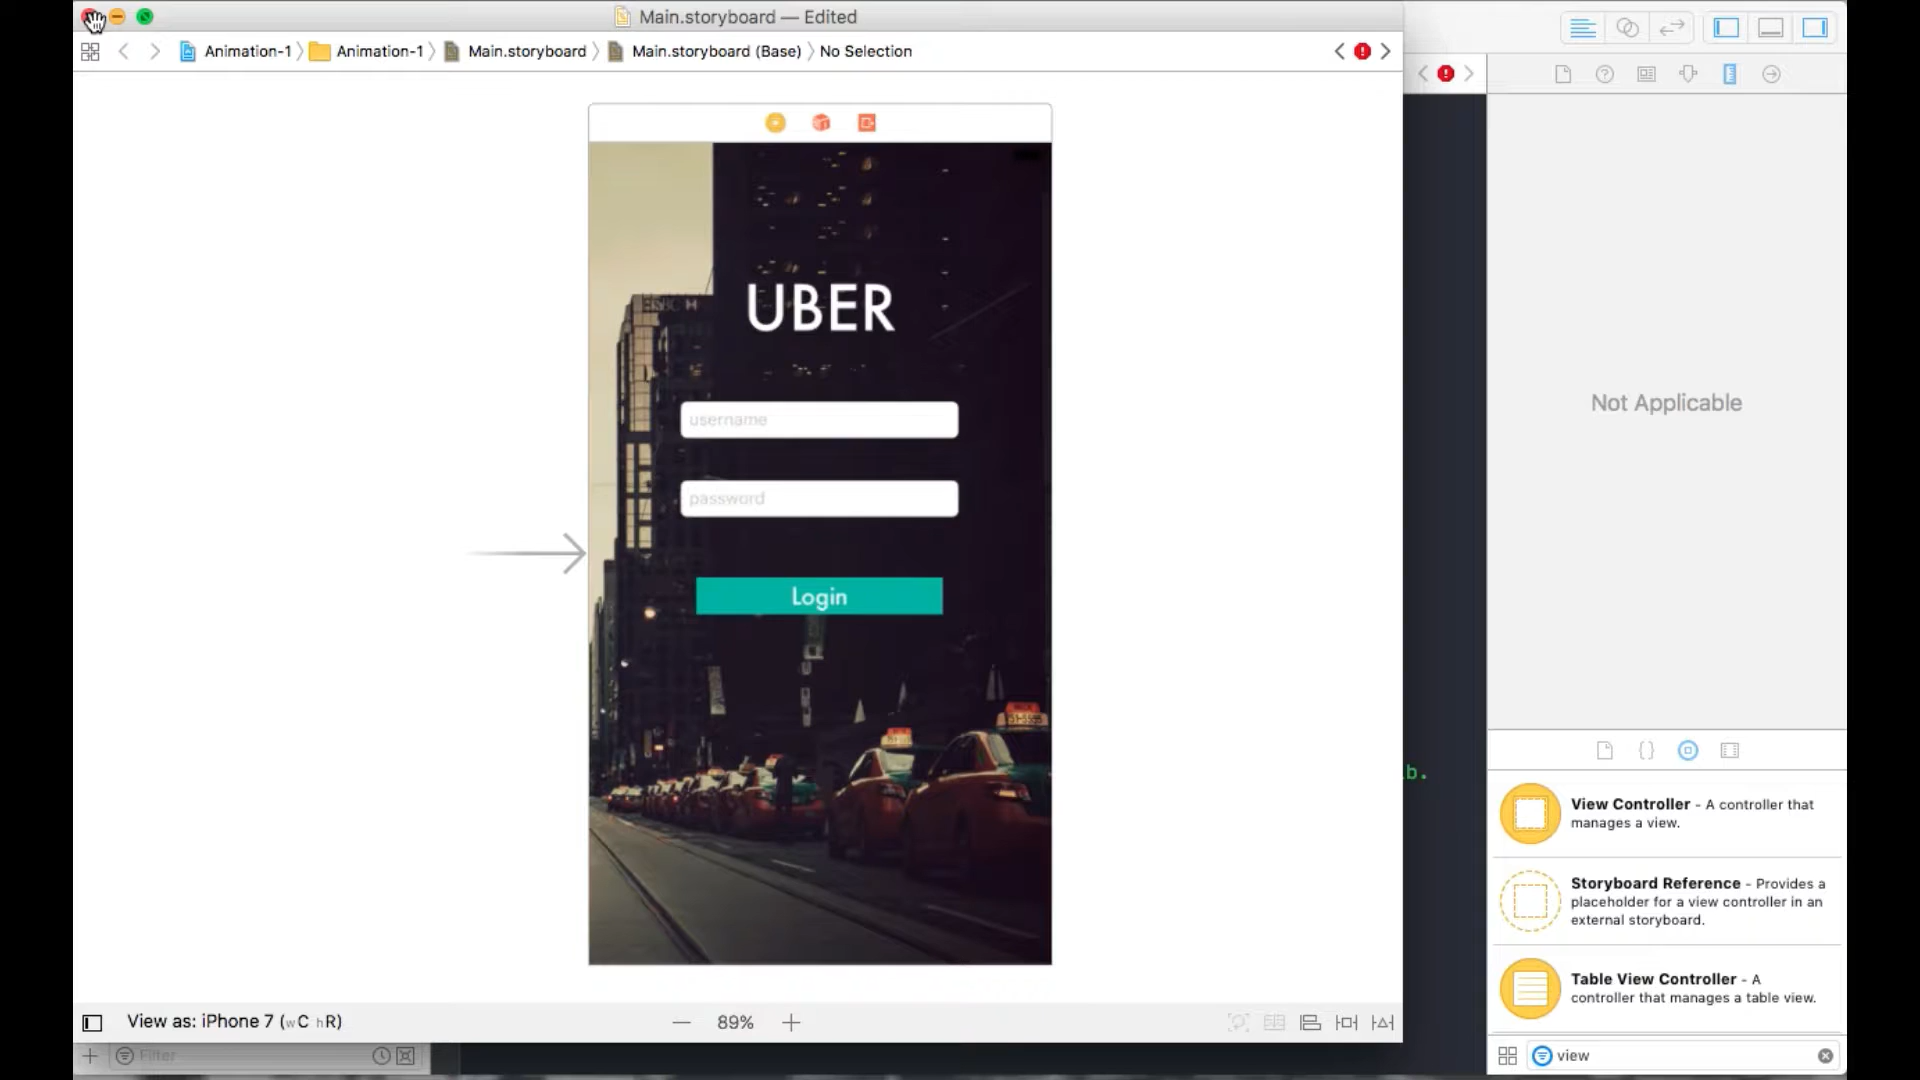 Main.storyboard — Edited
Animation-1 Animation-1 Main.storyboard Main.storyboard (Base) No Selection
UBER
username
password
Login
Not Applicable
b.
View Controller - A controller that
manages a view.
Storyboard Reference - Provides a
placeholder for a view controller in an
external storyboard.
Table View Controller - A
controller that manages a table view.
View as: iPhone 7 (wC hR)
89%
Filter
view